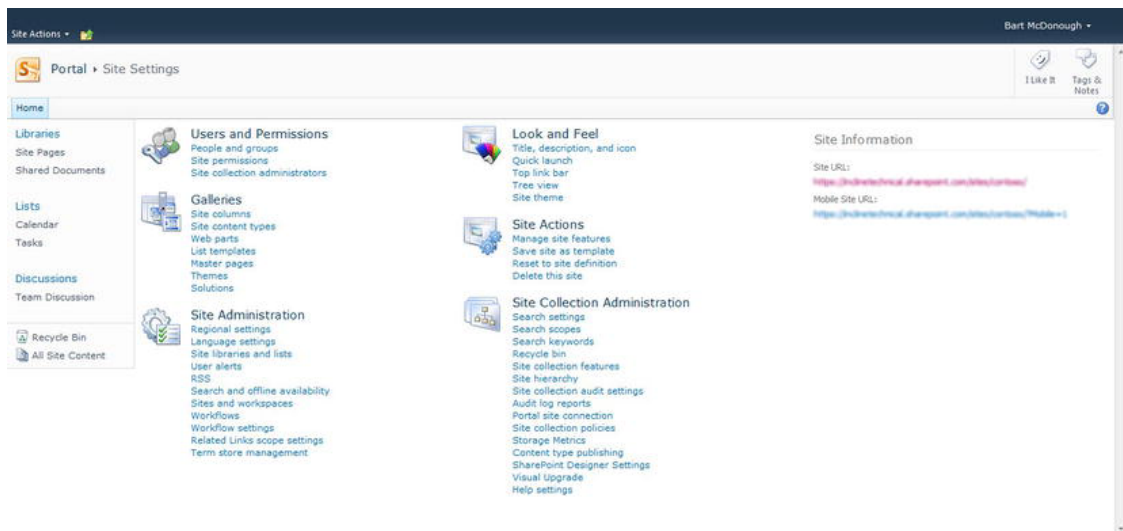 Site Actions
Bart McDonough
Portal › Site Settings
I Like It
Tags & Notes
Home
Libraries
Site Pages
Shared Documents
Lists
Calendar
Tasks
Discussions
Team Discussion
Recycle Bin
All Site Content
Users and Permissions
People and groups
Site permissions
Site collection administrators
Galleries
Site columns
Site content types
Web parts
List templates
Master pages
Themes
Solutions
Site Administration
Regional settings
Language settings
Site libraries and lists
User alerts
RSS
Search and offline availability
Sites and workspaces
Workflows
Workflow settings
Related Links scope settings
Term store management
Look and Feel
Title, description, and icon
Quick launch
Top link bar
Tree view
Site theme
Site Actions
Manage site features
Save site as template
Reset to site definition
Delete this site
Site Collection Administration
Search settings
Search scopes
Search keywords
Recycle bin
Site collection features
Site hierarchy
Site collection audit settings
Audit log reports
Portal site connection
Site collection policies
Storage Metrics
Content type publishing
SharePoint Designer Settings
Visual Upgrade
Help settings
Site Information
Site URL:
Mobile Site URL: